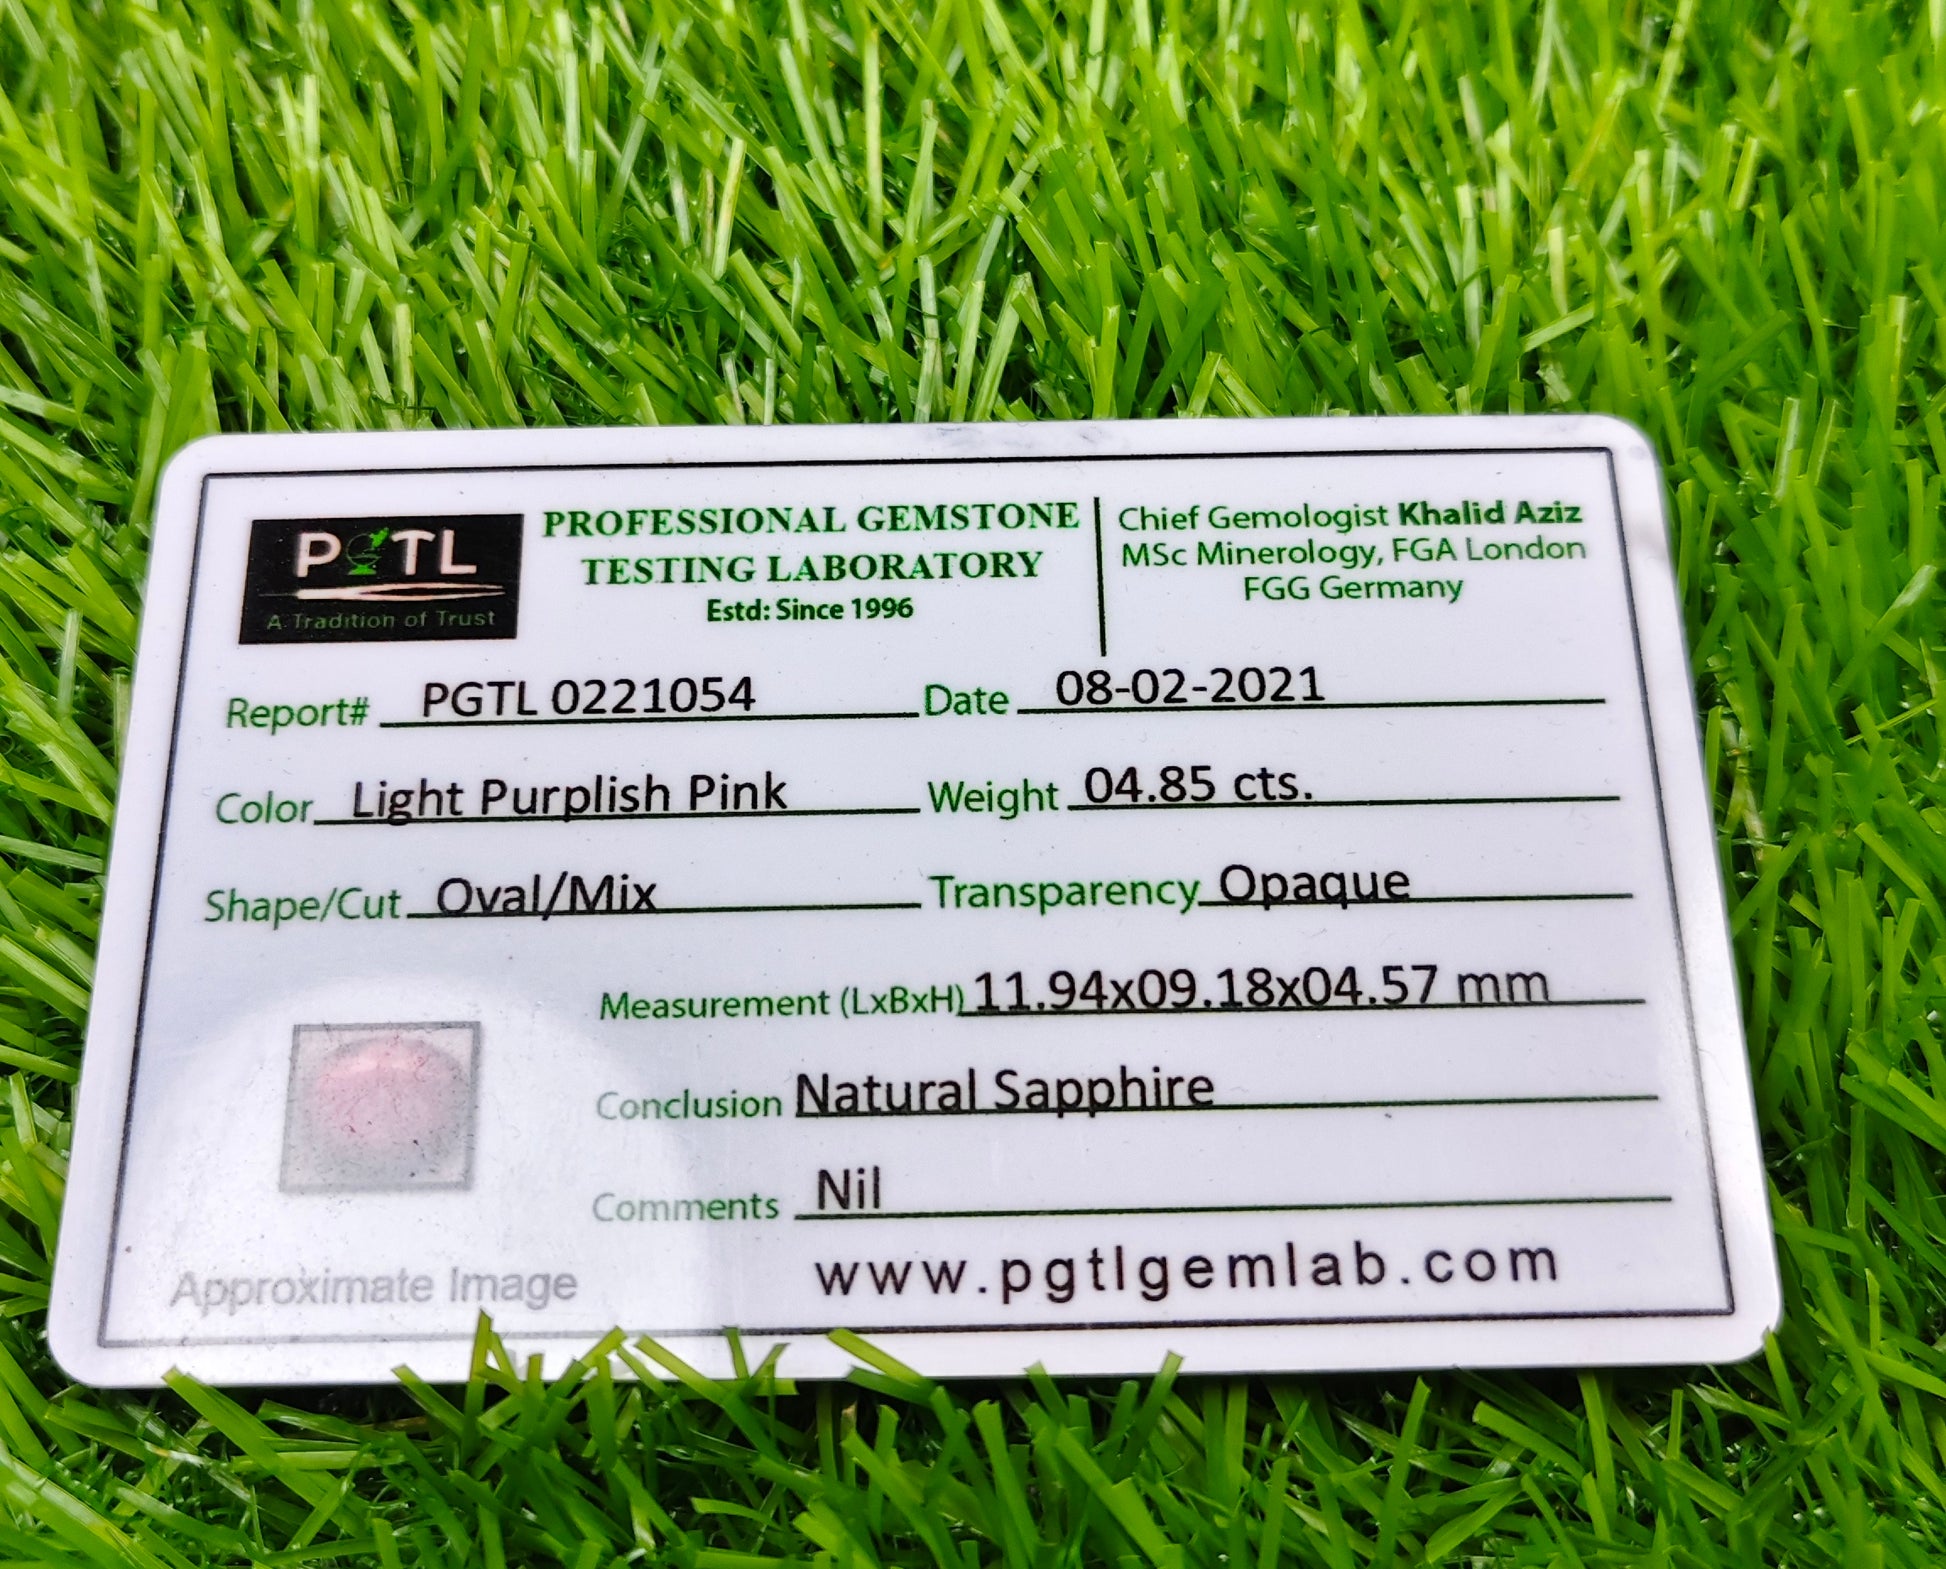 PGTL
A Tradition of Trust
PROFESSIONAL GEMSTONE
TESTING LABORATORY
Estd: Since 1996
Chief Gemologist Khalid Aziz
MSc Minerology, FGA London
FGG Germany
Report# PGTL 0221054 Date 08-02-2021
Color Light Purplish Pink Weight 04.85 cts.
Shape/Cut Oval/Mix Transparency Opaque
Measurement (LxBxH) 11.94x09.18x04.57 mm
Conclusion Natural Sapphire
Comments Nil
Approximate Image
www.pgtlgemlab.com